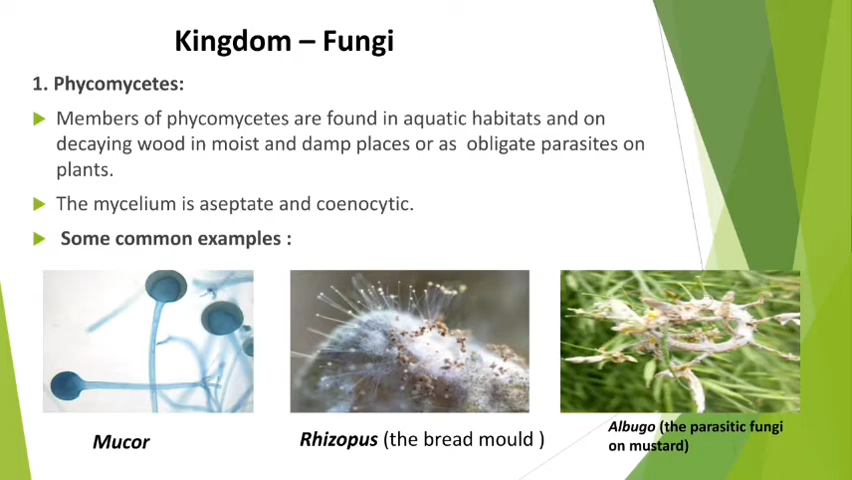 Kingdom – Fungi
1. Phycomycetes:
Members of phycomycetes are found in aquatic habitats and on
decaying wood in moist and damp places or as obligate parasites on
plants.
The mycelium is aseptate and coenocytic.
Some common examples :
Mucor
Rhizopus (the bread mould )
Albugo (the parasitic fungi
on mustard)